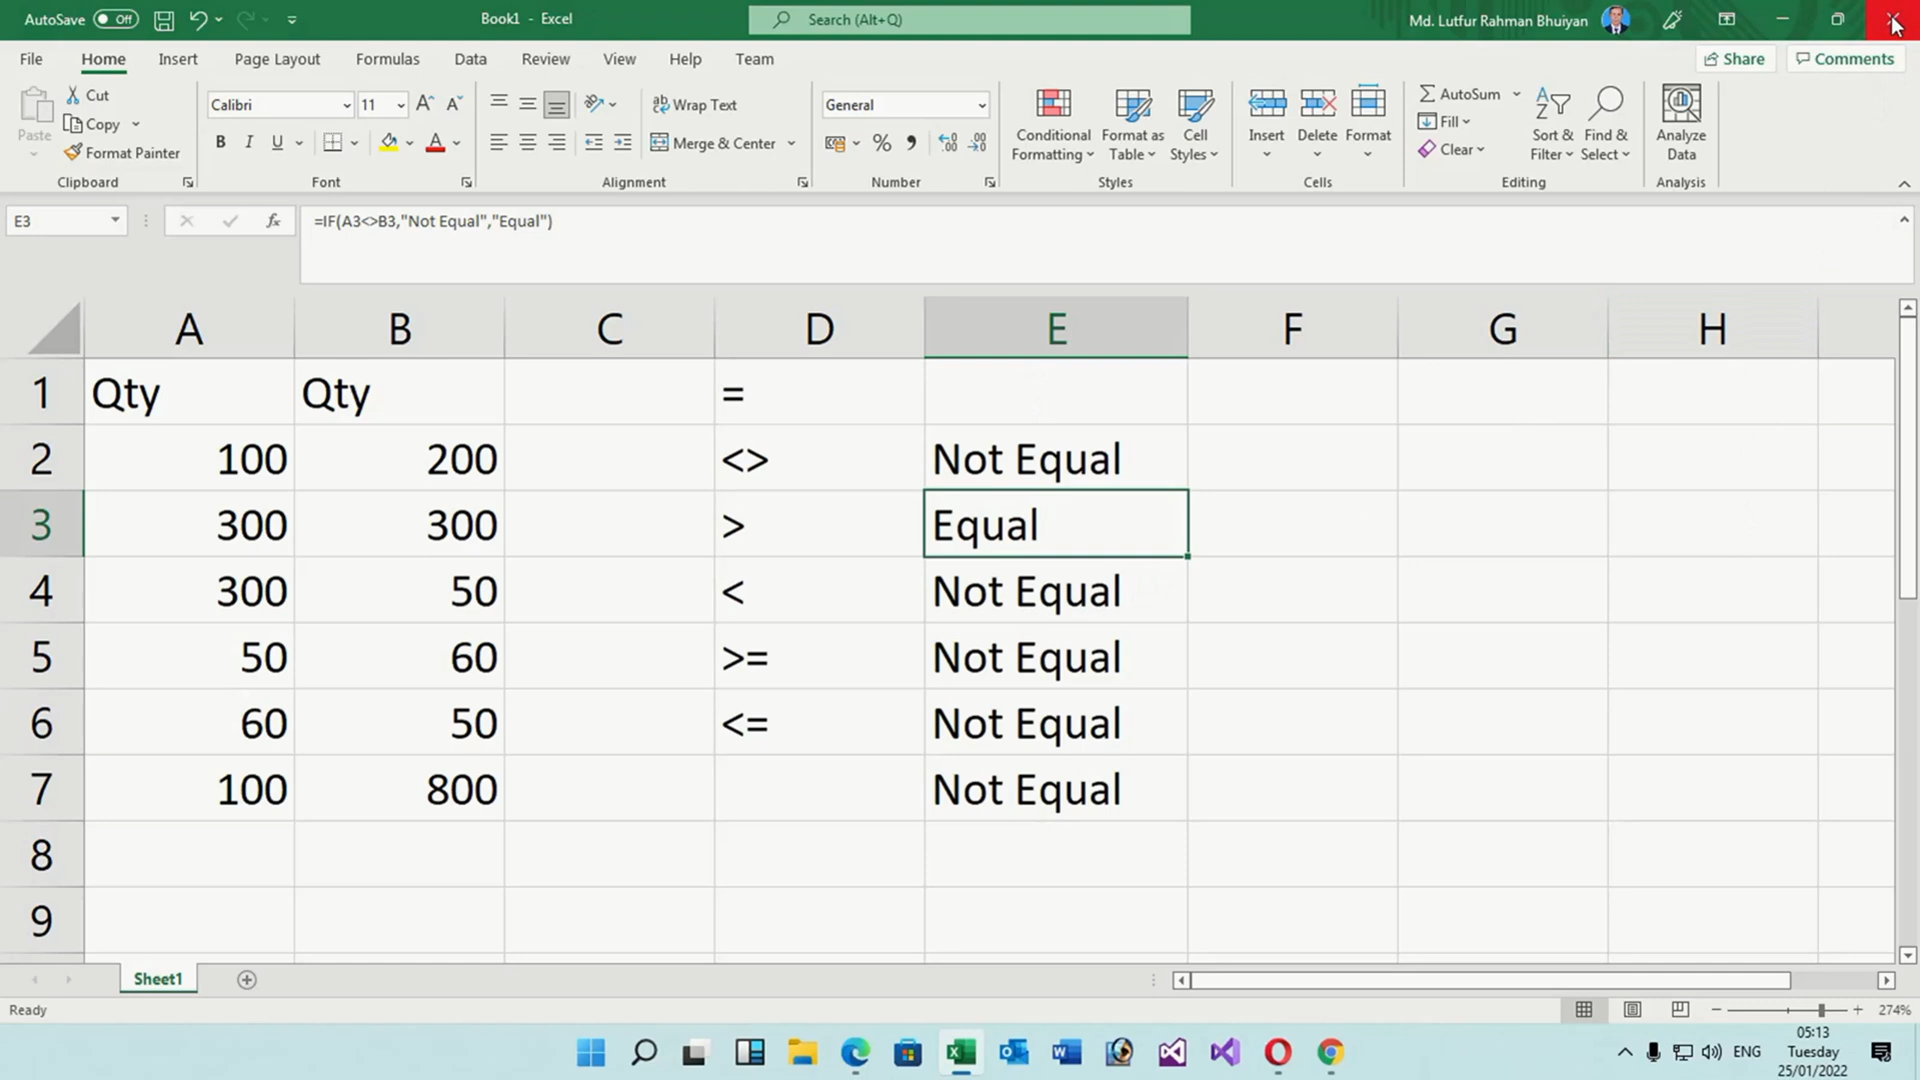 AutoSave Off Book1 - Excel Search (Alt+Q) Md. Lutfur Rahman Bhuiyan
File Home Insert Page Layout Formulas Data Review View Help Team Share Comments
Paste Cut Copy Format Painter
Clipboard
Calibri 11
B I U A
Font
Wrap Text
Merge & Center
Alignment
General
%
Number
Conditional Formatting
Format as Table
Cell Styles
Styles
Insert Delete Format
Cells
AutoSum
Fill
Clear
Sort & Filter
Find & Select
Editing
Analyze Data
Analysis
E3 fx =IF(A3<>B3,"Not Equal","Equal")
A B C D E F G H
1 Qty Qty =
2 100 200 <> Not Equal
3 300 300 > Equal
4 300 50 < Not Equal
5 50 60 >= Not Equal
6 60 50 <= Not Equal
7 100 800 Not Equal
8
9
Sheet1
Ready 274%
ENG 05:13
Tuesday
25/01/2022